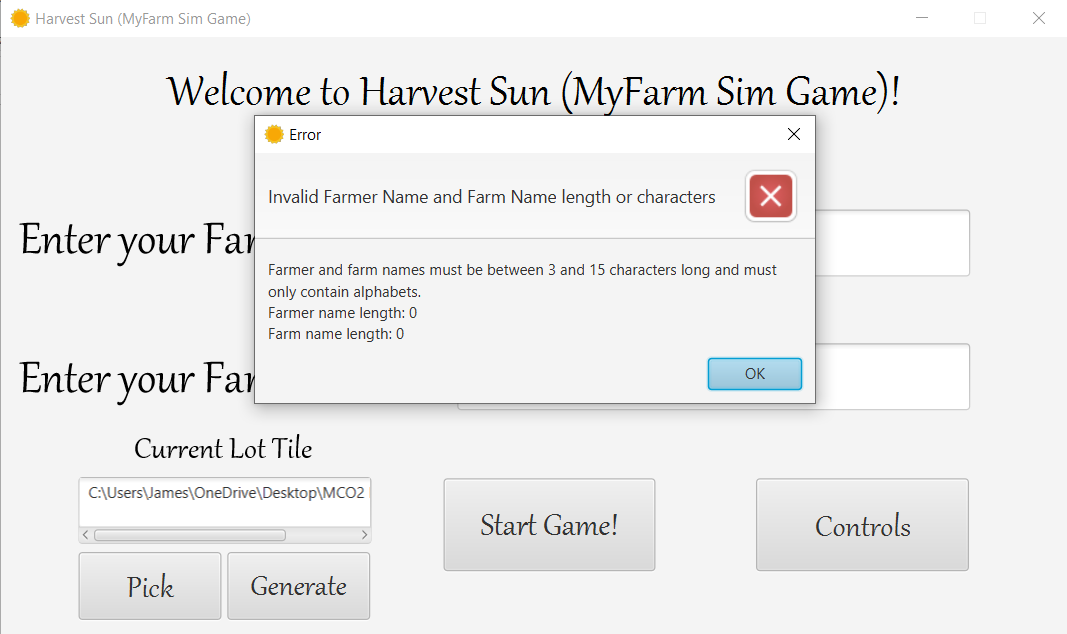 Harvest Sun (MyFarm Sim Game)
Welcome to Harvest Sun (MyFarm Sim Game)!
Error
Invalid Farmer Name and Farm Name length or characters
Enter your
Farmer and farm names must be between 3 and 15 characters long and must
only contain alphabets.
Farmer name length: 0
Farm name length: 0
OK
Enter your
Current Lot Tile
C:\Users\James\OneDrive\Desktop\MCO2
Start Game!
Controls
Pick
Generate